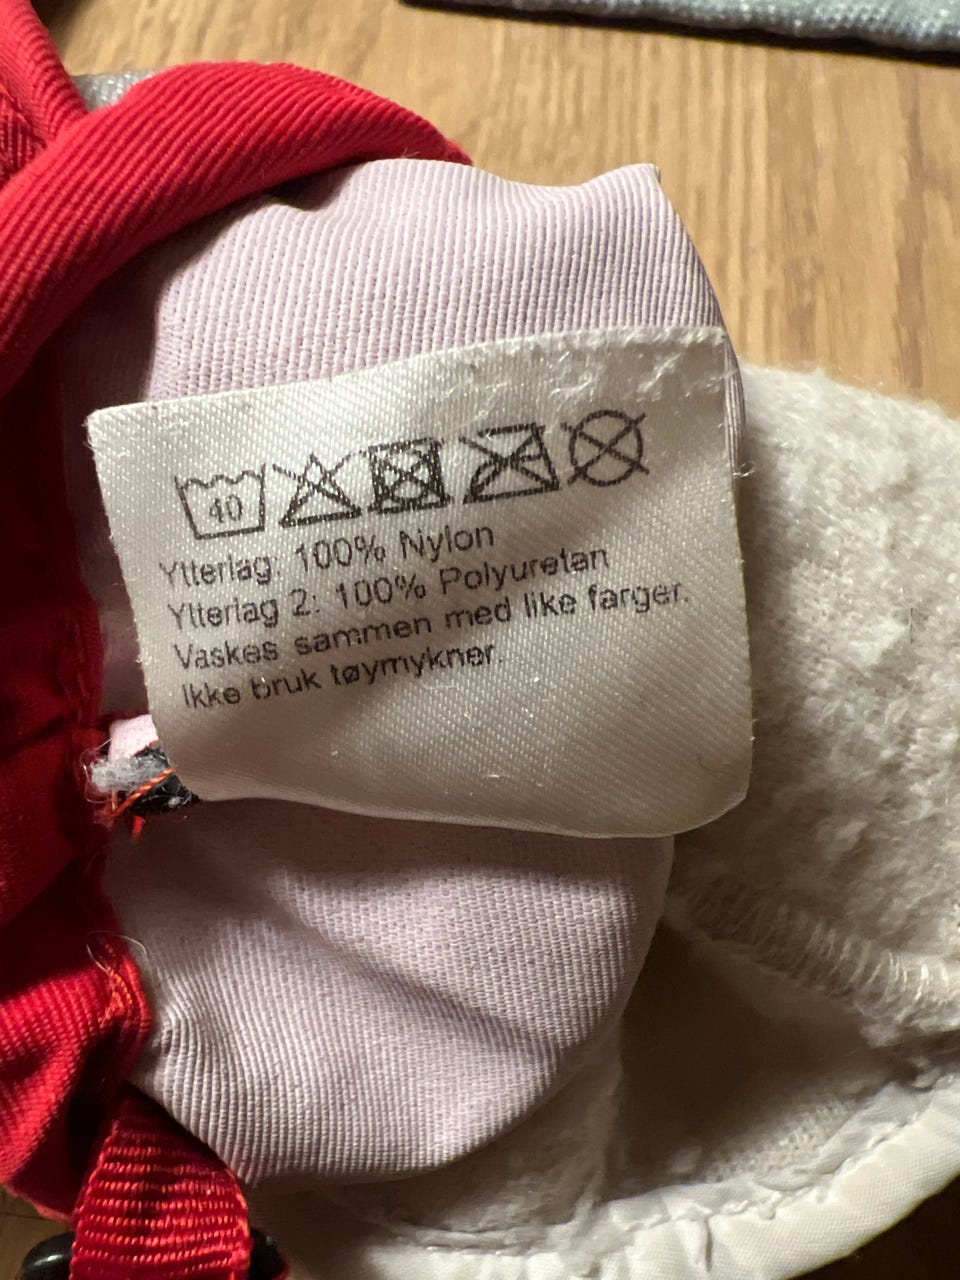 40
Ytterlag: 100% Nylon
Ytterlag 2: 100% Polyuretan
Vaskes sammen med like farger.
Ikke bruk tøymykner.